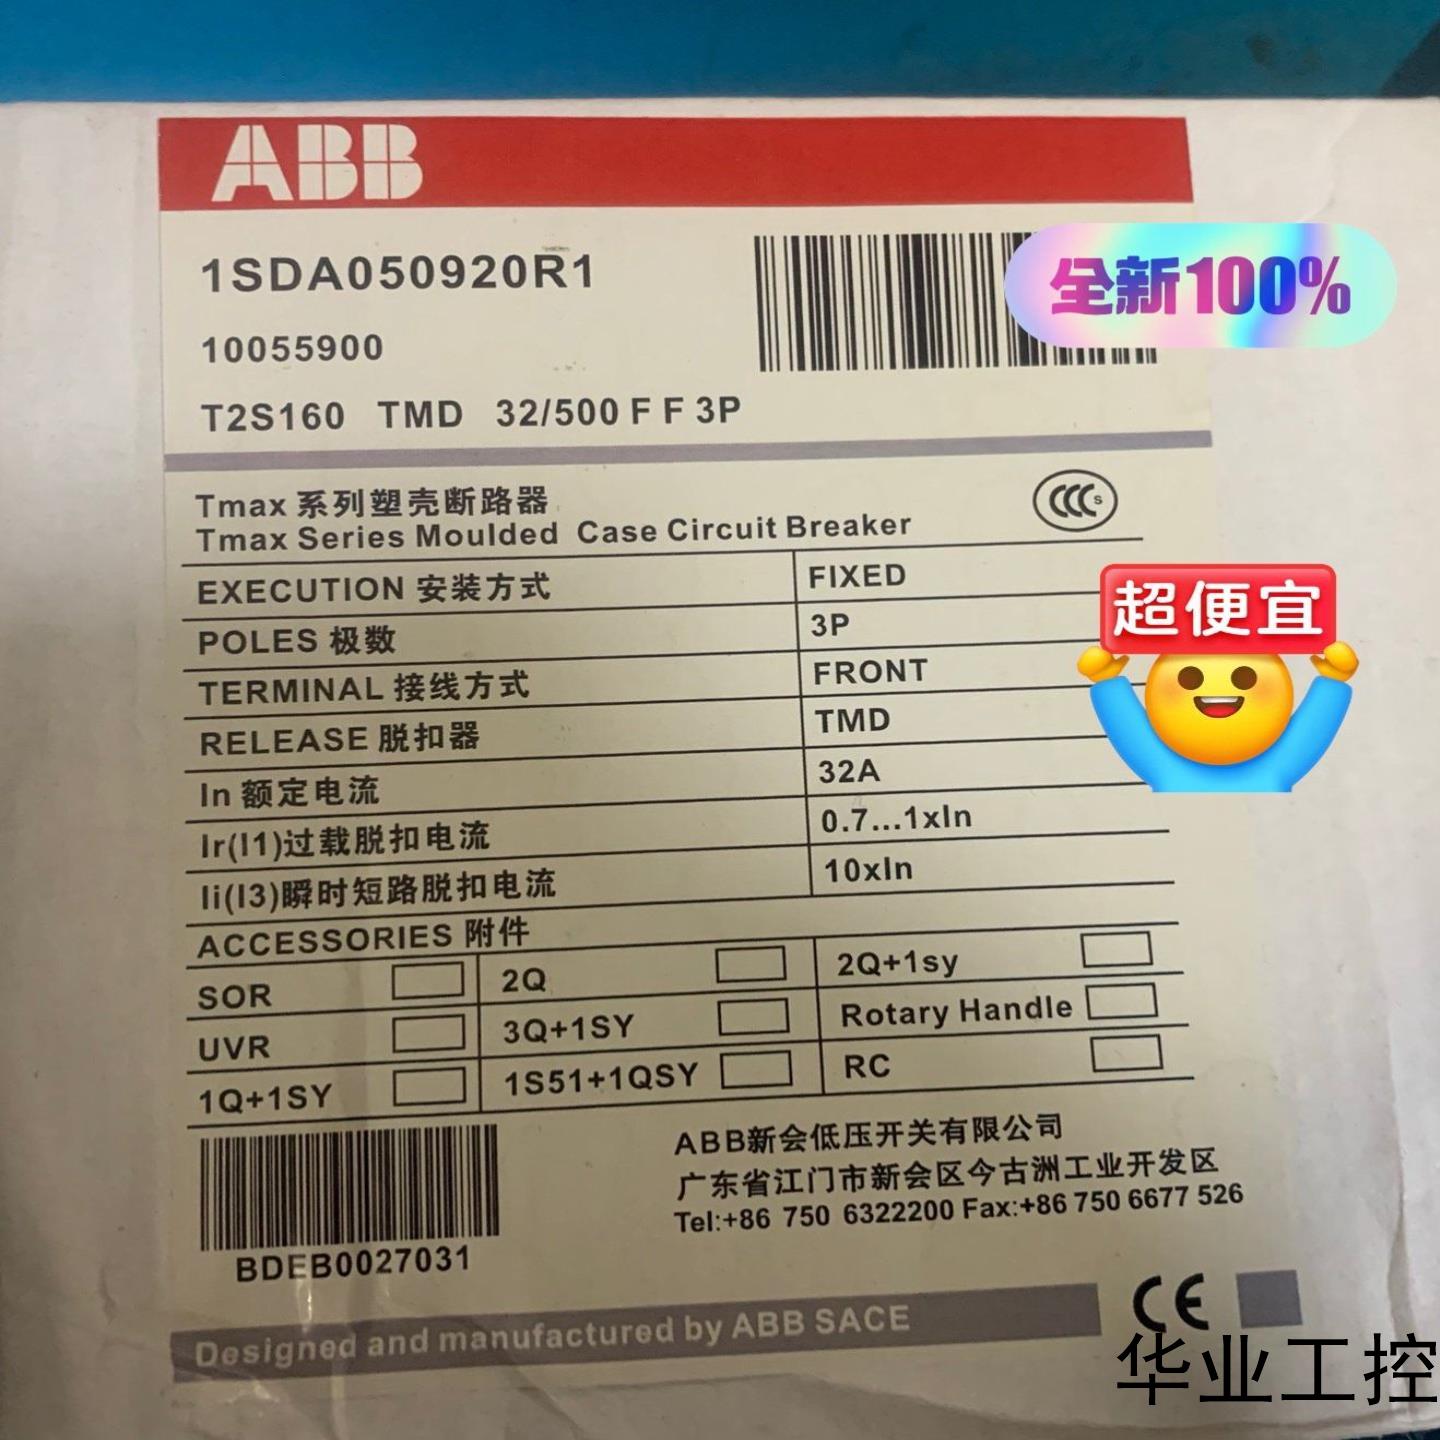 ABB
1SDA050920R1
全新100%
10055900
T2S160 TMD 32/500 F F 3P
Tmax 系列塑壳断路器
CCC S
Tmax Series Moulded Case Circuit Breaker
EXECUTION 安装方式 FIXED
超便宜
POLES 极数 3P
TERMINAL 接线方式 FRONT
RELEASE 脱扣器 TMD
In 额定电流 32A
Ir(I1)过载脱扣电流 0.7...1xIn
Ii(I3)瞬时短路脱扣电流 10xIn
ACCESSORIES 附件
SOR 2Q 2Q+1sy
UVR 3Q+1SY Rotary Handle
1Q+1SY 1S51+1QSY RC
ABB新会低压开关有限公司
广东省江门市新会区今古洲工业开发区
Tel:+86 750 6322200 Fax:+86 750 6677 526
BDEB0027031
Designed and manufactured by ABB SACE
CE
华业工控